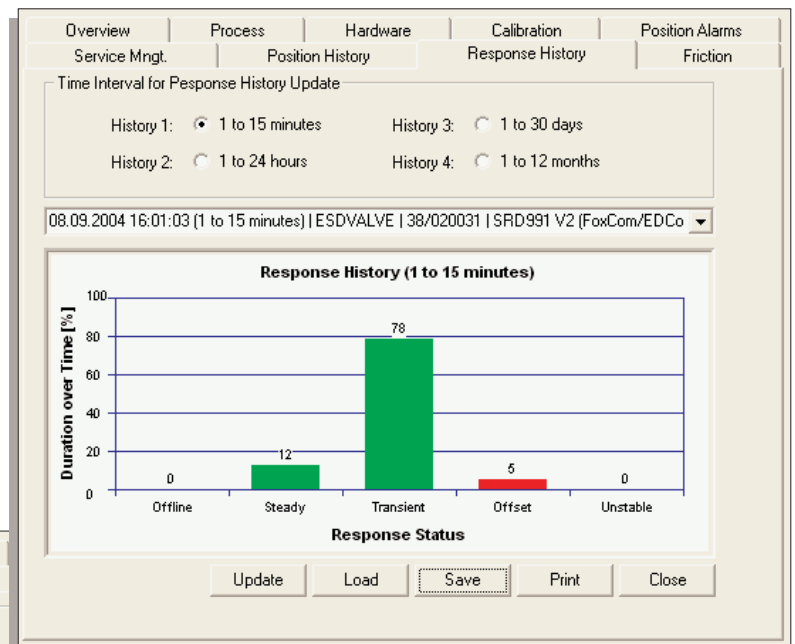 Overview Process Hardware Calibration Position Alarms
Service Mngt. Position History Response History Friction
Time Interval for Pesponse History Update
History 1: 1 to 15 minutes History 3: 1 to 30 days
History 2: 1 to 24 hours History 4: 1 to 12 months
08.09.2004 16:01:03 (1 to 15 minutes) | ESDVALVE | 38/020031 | SRD991 V2 (FoxCom/EDCo
Response History (1 to 15 minutes)
Duration over Time [%]
100
80
60
40
20
0
0 12 78 5 0
Offline Steady Transient Offset Unstable
Response Status
Update Load Save Print Close